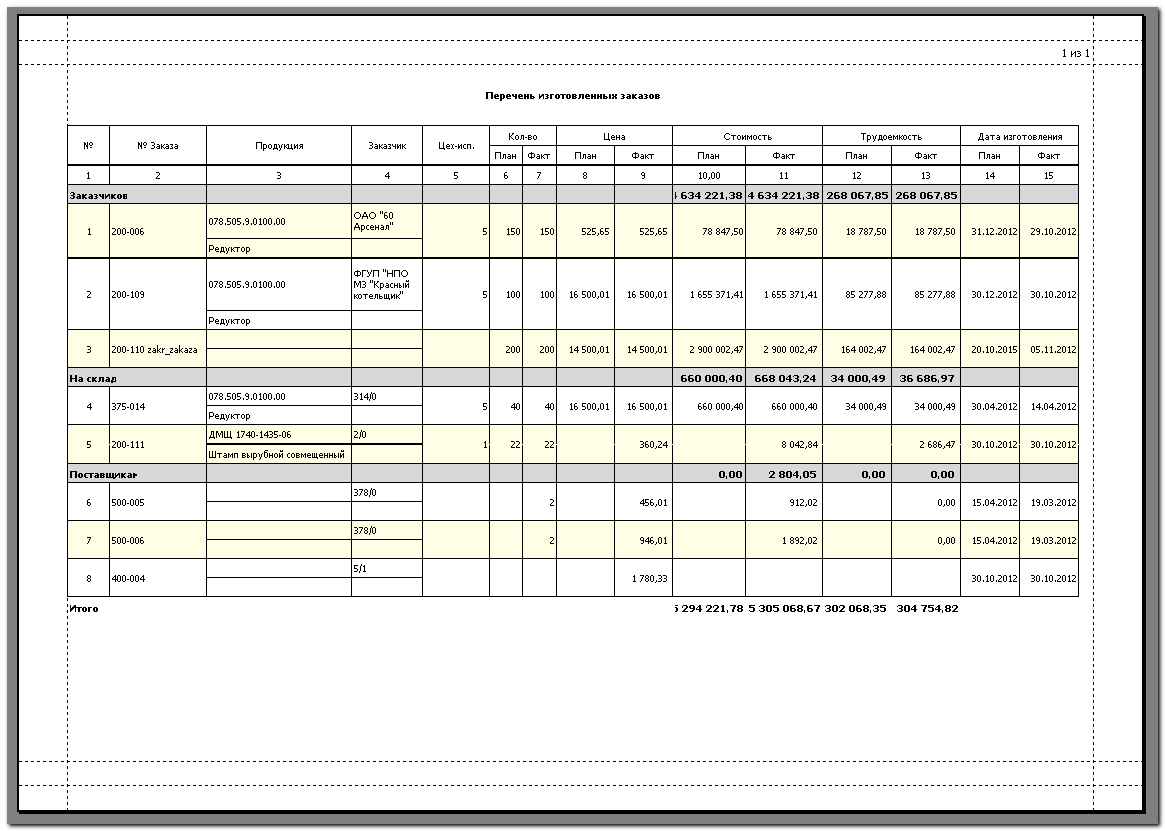 1 из 1
Перечень изготовленных заказов
№ № Заказа Продукция Заказчик Цех-исп. Кол-во Цена Стоимость Трудоемкость Дата изготовления
План Факт План Факт План Факт План Факт План Факт
1 2 3 4 5 6 7 8 9 10,00 11 12 13 14 15
Заказчиков 634 221,38 4 634 221,38 268 067,85 268 067,85
1 200-006 078.505.9.0100.00 ОАО "60 Арсенал" 5 150 150 525,65 525,65 78 847,50 78 847,50 18 787,50 18 787,50 31.12.2012 29.10.2012
Редуктор
2 200-109 078.505.9.0100.00 ФГУП "НПО МЗ "Красный котельщик" 5 100 100 16 500,01 16 500,01 1 655 371,41 1 655 371,41 85 277,88 85 277,88 30.12.2012 30.10.2012
Редуктор
3 200-110 zakr_zakaza 200 200 14 500,01 14 500,01 2 900 002,47 2 900 002,47 164 002,47 164 002,47 20.10.2015 05.11.2012
На склад 660 000,40 668 043,24 34 000,49 36 686,97
4 375-014 078.505.9.0100.00 314/0 5 40 40 16 500,01 16 500,01 660 000,40 660 000,40 34 000,49 34 000,49 30.04.2012 14.04.2012
Редуктор
5 200-111 ДМЩ 1740-1435-06 2/0 1 22 22 360,24 8 042,84 2 686,47 30.10.2012 30.10.2012
Штамп вырубной совмещенный
Поставщикам 0,00 2 804,05 0,00 0,00
6 500-005 378/0 2 456,01 912,02 0,00 15.04.2012 19.03.2012
7 500-006 378/0 2 946,01 1 892,02 0,00 15.04.2012 19.03.2012
8 400-004 5/1 1 780,33 30.10.2012 30.10.2012
Итого 294 221,78 5 305 068,67 302 068,35 304 754,82